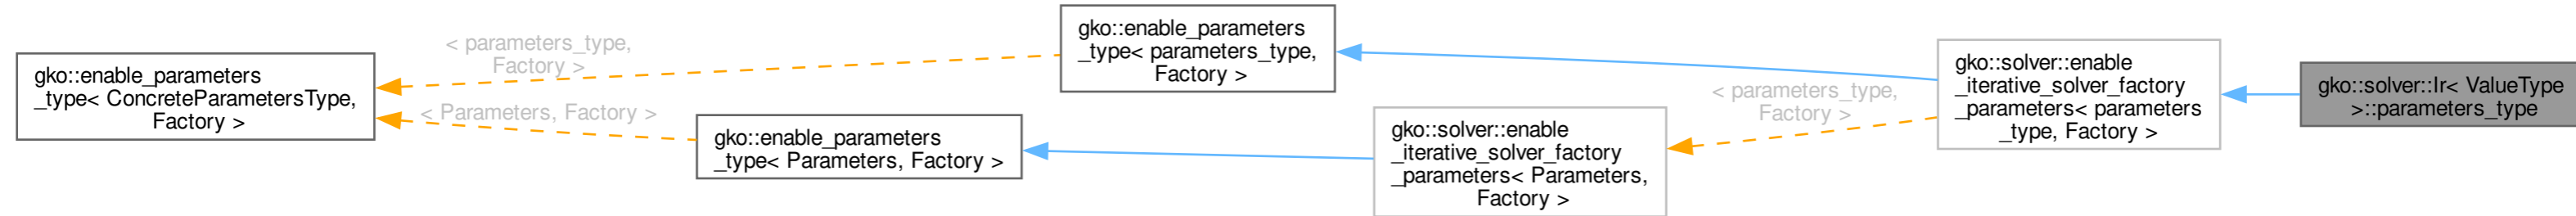 gko::enable_parameters
_type< ConcreteParametersType,
Factory >
< parameters_type,
Factory >
< Parameters, Factory >
gko::enable_parameters
_type< Parameters, Factory >
gko::enable_parameters
_type< parameters_type,
Factory >
gko::solver::enable
_iterative_solver_factory
_parameters< Parameters,
Factory >
< parameters_type,
Factory >
gko::solver::enable
_iterative_solver_factory
_parameters< parameters
_type, Factory >
gko::solver::Ir< ValueType
>::parameters_type